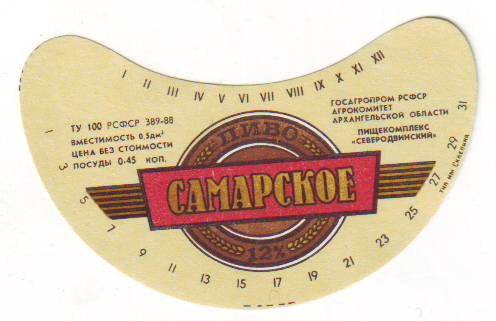 I II III IV V VI VII VIII IX X XI XII
ТУ 100 РСФСР 389-88
ВМЕСТИМОСТЬ 0,5дм³
ЦЕНА БЕЗ СТОИМОСТИ
ПОСУДЫ 0-45 КОП.
ГОСАГРОПРОМ РСФСР
АГРОКОМИТЕТ
АРХАНГЕЛЬСКОЙ ОБЛАСТИ
ПИЩЕКОМПЛЕКС
«СЕВЕРОДВИНСКИЙ»
ПИВО
САМАРСКОЕ
12%
1 3 5 7 9 11 13 15 17 19 21 23 25 27 29 31